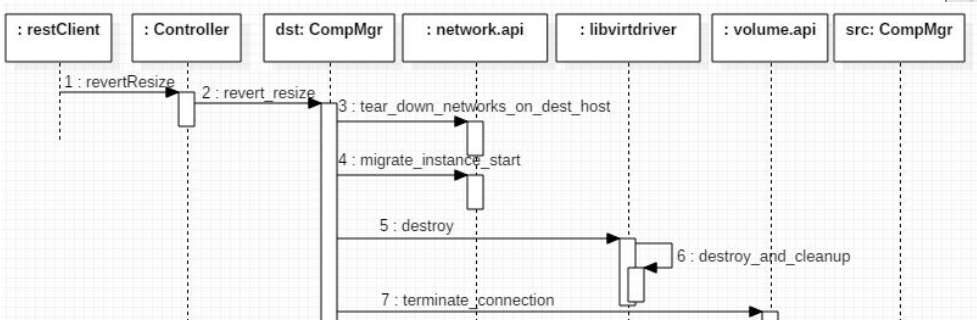 : restClient
: Controller
dst: CompMgr
: network.api
: libvirtdriver
: volume.api
src: CompMgr
1 : revertResize
2 : revert_resize
3 : tear_down_networks_on_dest_host
4 : migrate_instance_start
5 : destroy
6 : destroy_and_cleanup
7 : terminate_connection